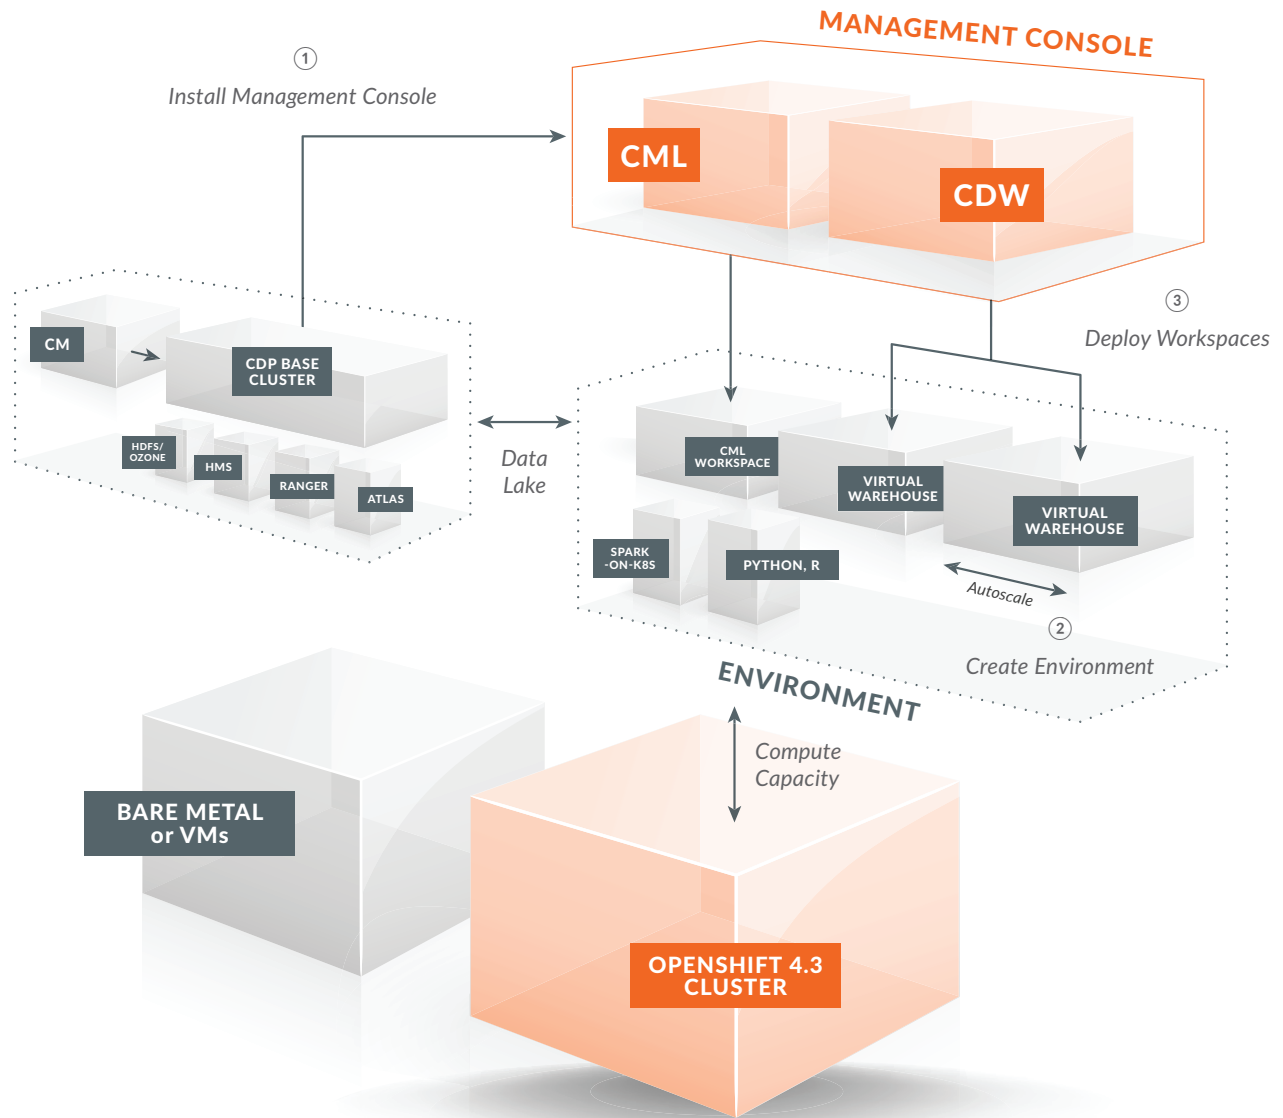 MANAGEMENT CONSOLE
1
Install Management Console
CML
CDW
3
Deploy Workspaces
CM
CDP BASE
CLUSTER
HDFS/
OZONE
HMS
RANGER
ATLAS
Data
Lake
CML
WORKSPACE
VIRTUAL
WAREHOUSE
VIRTUAL
WAREHOUSE
SPARK
-ON-K8S
PYTHON, R
Autoscale
2
Create Environment
ENVIRONMENT
Compute
Capacity
BARE METAL
or VMs
OPENSHIFT 4.3
CLUSTER